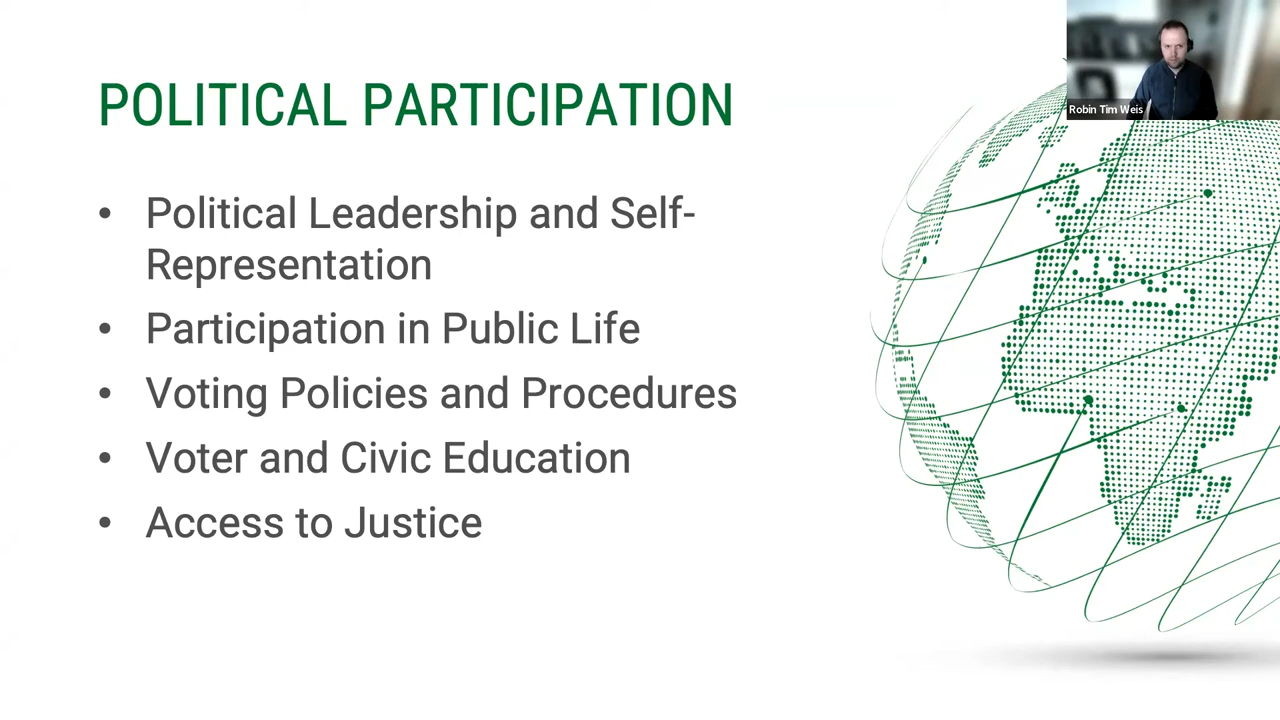 POLITICAL PARTICIPATION
• Political Leadership and Self-
Representation
• Participation in Public Life
• Voting Policies and Procedures
• Voter and Civic Education
• Access to Justice
Robin Tim Weis